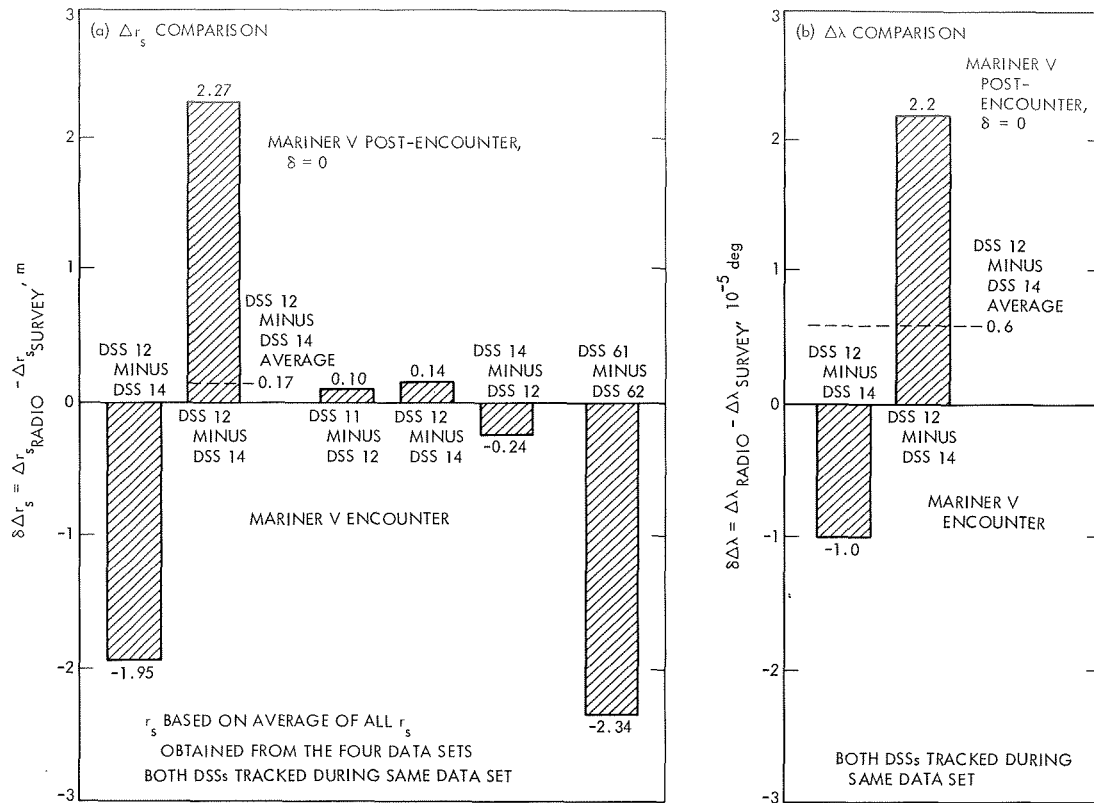 (a) Δr_s COMPARISON
3
2
1
0
-1
-2
-3
δΔr_s = Δr_sRADIO - Δr_sSURVEY, m
2.27
MARINER V POST-ENCOUNTER,
δ = 0
DSS 12
MINUS
DSS 14
AVERAGE
0.17
DSS 12
MINUS
DSS 14
-1.95
DSS 12
MINUS
DSS 14
0.10
DSS 11
MINUS
DSS 12
0.14
DSS 12
MINUS
DSS 14
DSS 14
MINUS
DSS 12
-0.24
DSS 61
MINUS
DSS 62
-2.34
MARINER V ENCOUNTER
r_s BASED ON AVERAGE OF ALL r_s
OBTAINED FROM THE FOUR DATA SETS
BOTH DSSs TRACKED DURING SAME DATA SET
(b) Δλ COMPARISON
3
2
1
0
-1
-2
-3
δΔλ = Δλ RADIO - Δλ SURVEY, 10^-5 deg
MARINER V
POST-
ENCOUNTER,
δ = 0
2.2
DSS 12
MINUS
DSS 14
AVERAGE
0.6
DSS 12
MINUS
DSS 14
-1.0
DSS 12
MINUS
DSS 14
MARINER V
ENCOUNTER
BOTH DSSs TRACKED DURING
SAME DATA SET